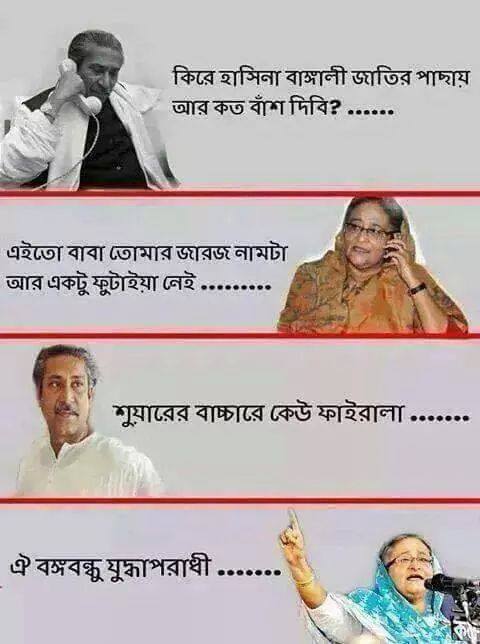 কিরে হাসিনা বাঙ্গালী জাতির পাছায়
আর কত বাঁশ দিবি? ......
এইতো বাবা তোমার জারজ নামটা
আর একটু ফুটাইয়া নেই .........
শুয়ারের বাচ্চারে কেউ ফাইরালা .......
ঐ বঙ্গবন্ধু যুদ্ধাপরাধী .......